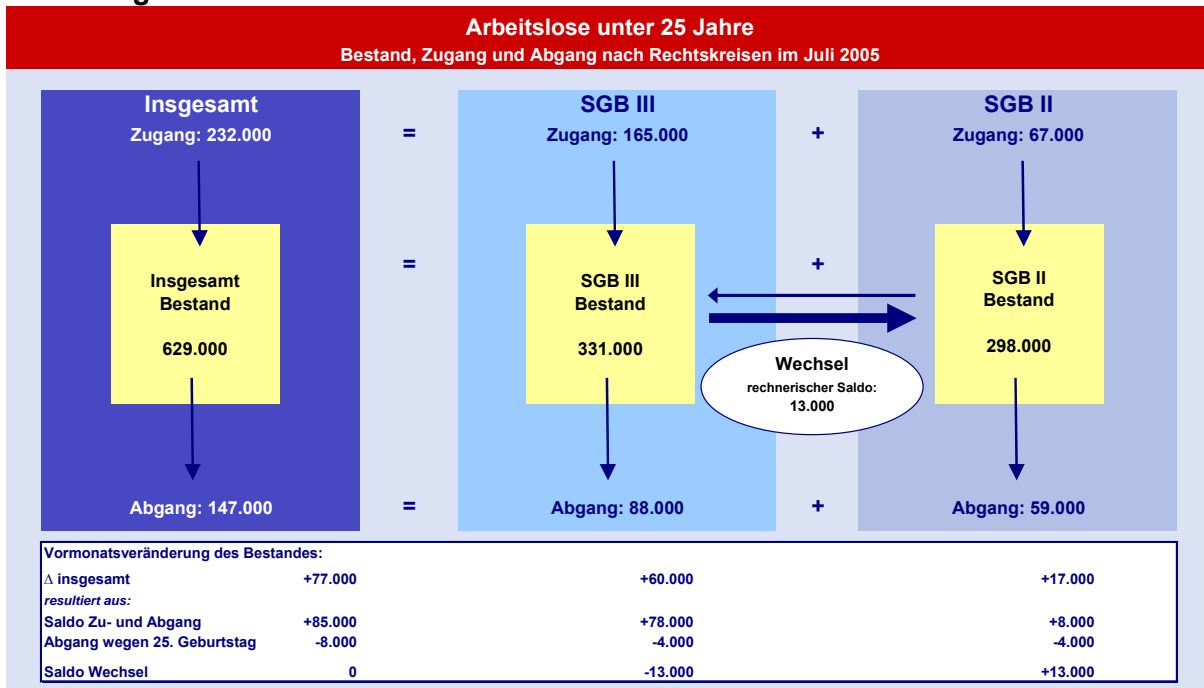 Arbeitslose unter 25 Jahre
Bestand, Zugang und Abgang nach Rechtskreisen im Juli 2005
Insgesamt SGB III SGB II
Zugang: 232.000 = Zugang: 165.000 + Zugang: 67.000
= +
Insgesamt
Bestand
629.000
SGB III
Bestand
331.000
SGB II
Bestand
298.000
Wechsel
rechnerischer Saldo:
13.000
Abgang: 147.000 = Abgang: 88.000 + Abgang: 59.000
Vormonatsveränderung des Bestandes:
Δ insgesamt +77.000 +60.000 +17.000
resultiert aus:
Saldo Zu- und Abgang +85.000 +78.000 +8.000
Abgang wegen 25. Geburtstag -8.000 -4.000 -4.000
Saldo Wechsel 0 -13.000 +13.000